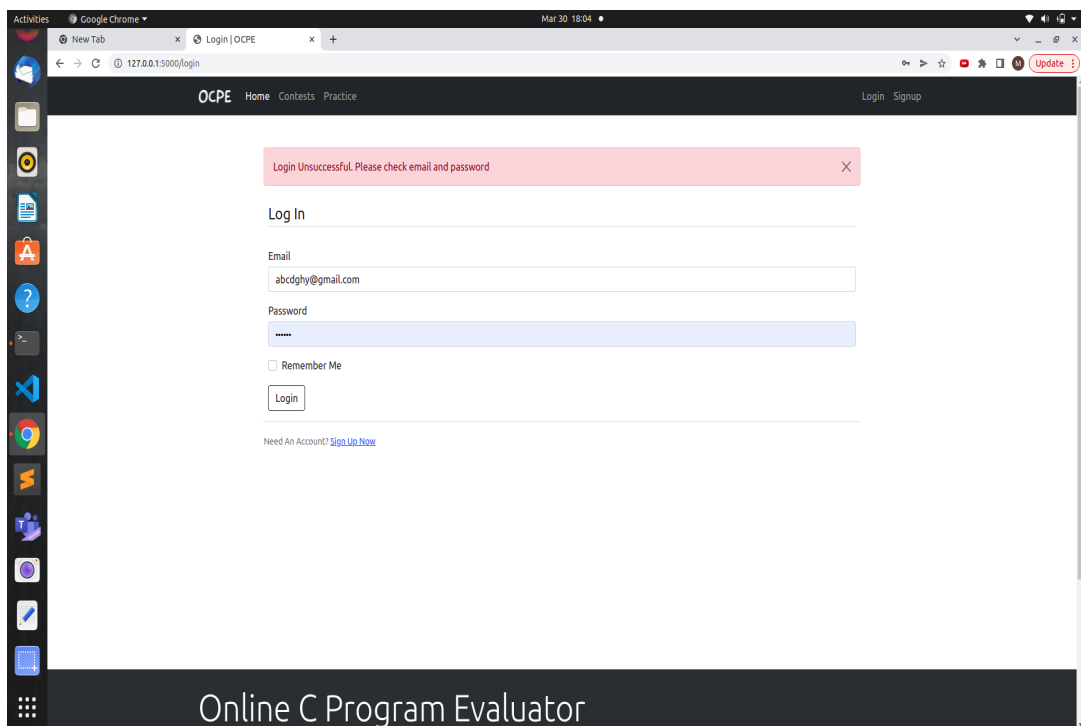 Activities Google Chrome Mar 30 18:04
New Tab Login | OCPE
127.0.0.1:5000/login M Update
OCPE Home Contests Practice Login Signup
Login Unsuccessful. Please check email and password
Log In
Email
abcdghy@gmail.com
Password
••••••
Remember Me
Login
Need An Account? Sign Up Now
Online C Program Evaluator